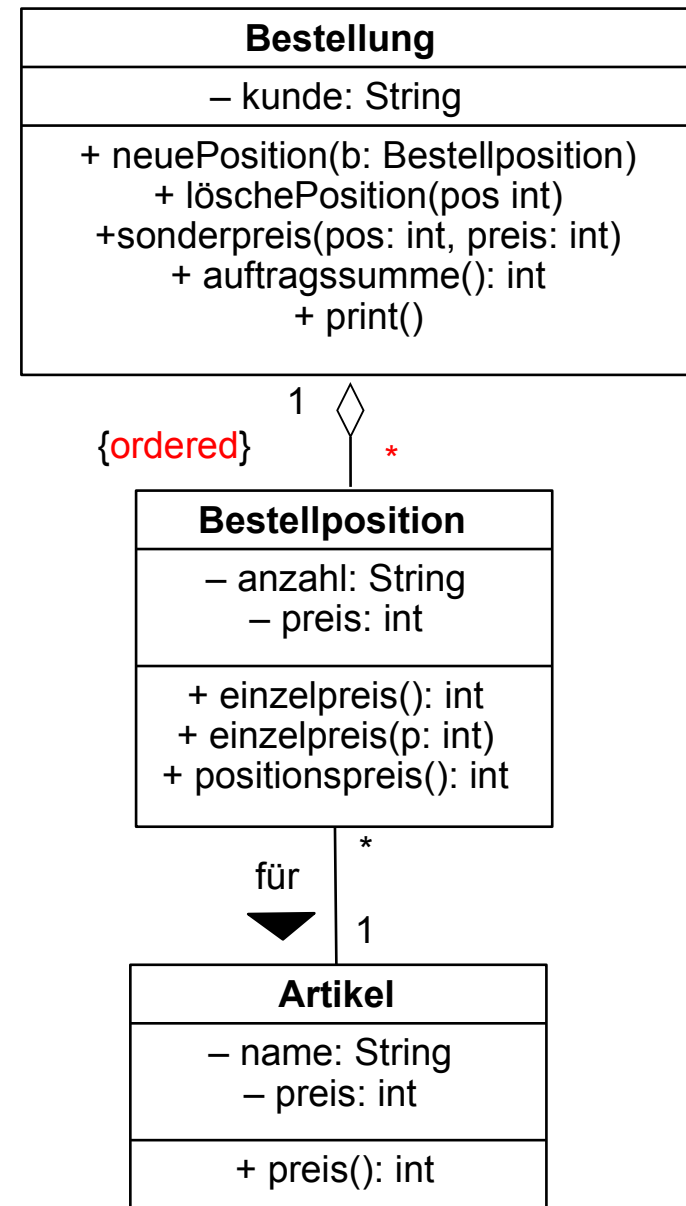 Bestellung
– kunde: String
+ neuePosition(b: Bestellposition)
+ löschePosition(pos int)
+sonderpreis(pos: int, preis: int)
+ auftragssumme(): int
+ print()
1
{ordered} *
Bestellposition
– anzahl: String
– preis: int
+ einzelpreis(): int
+ einzelpreis(p: int)
+ positionspreis(): int
*
für
1
Artikel
– name: String
– preis: int
+ preis(): int